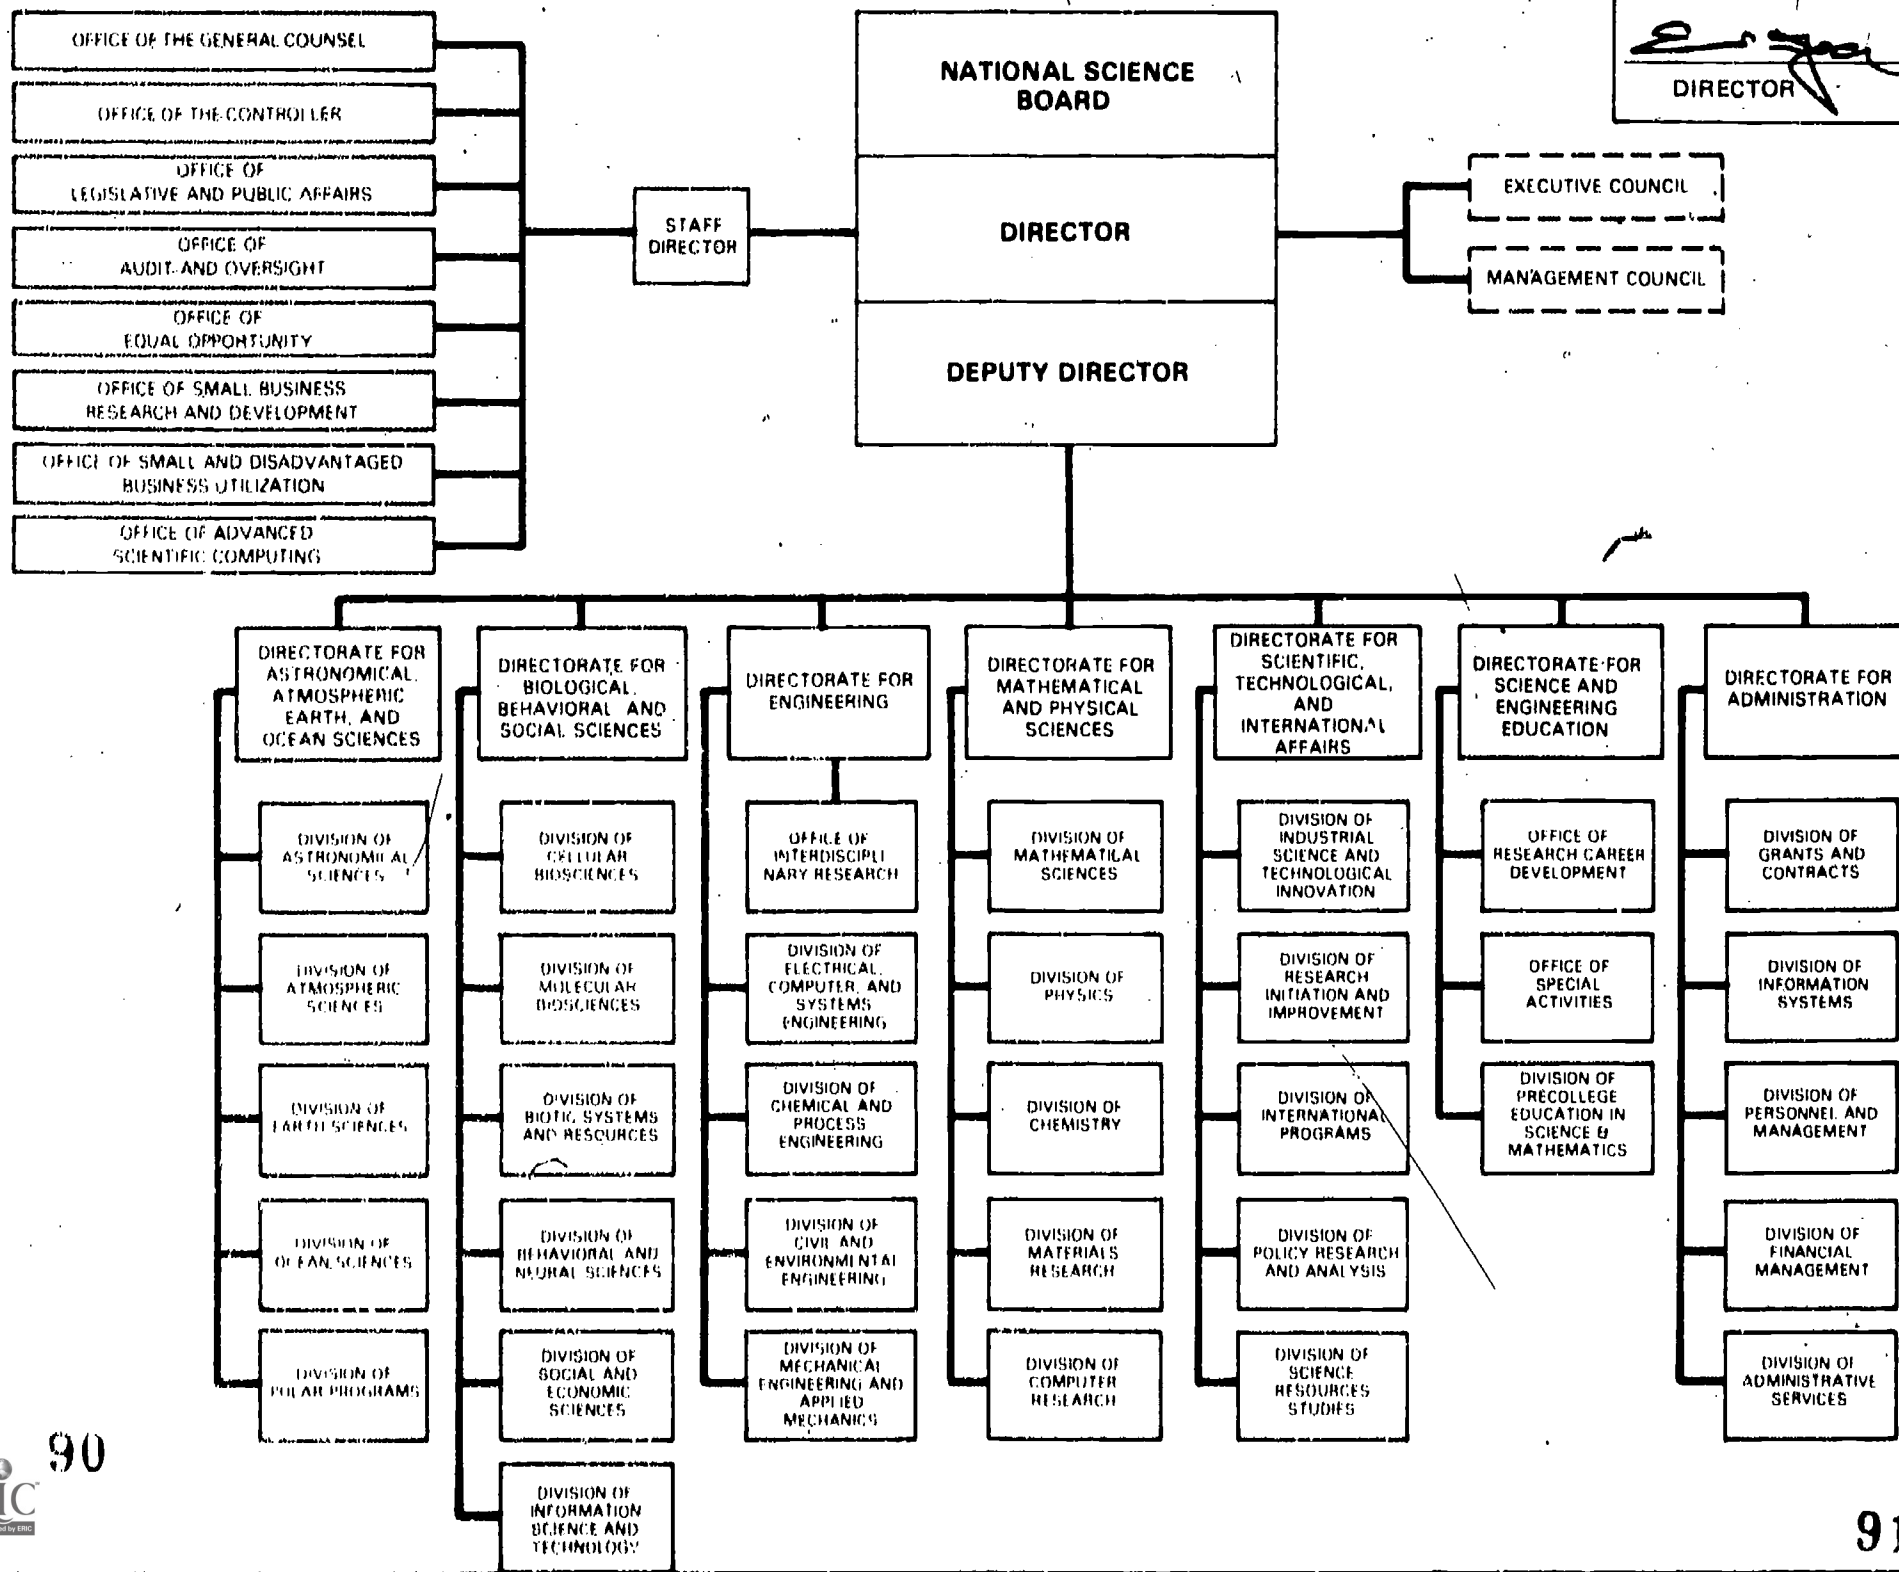 OFFICE OF THE GENERAL COUNSEL
OFFICE OF THE CONTROLLER
OFFICE OF
LEGISLATIVE AND PUBLIC AFFAIRS
OFFICE OF
AUDIT AND OVERSIGHT
OFFICE OF
EQUAL OPPORTUNITY
OFFICE OF SMALL BUSINESS
RESEARCH AND DEVELOPMENT
OFFICE OF SMALL AND DISADVANTAGED
BUSINESS UTILIZATION
OFFICE OF ADVANCED
SCIENTIFIC COMPUTING
STAFF
DIRECTOR
NATIONAL SCIENCE
BOARD
DIRECTOR
DEPUTY DIRECTOR
DIRECTOR
EXECUTIVE COUNCIL
MANAGEMENT COUNCIL
DIRECTORATE FOR
ASTRONOMICAL,
ATMOSPHERIC
EARTH, AND
OCEAN SCIENCES
DIVISION OF
ASTRONOMICAL
SCIENCES
DIVISION OF
ATMOSPHERIC
SCIENCES
DIVISION OF
EARTH SCIENCES
DIVISION OF
OCEAN SCIENCES
DIVISION OF
POLAR PROGRAMS
DIRECTORATE FOR
BIOLOGICAL,
BEHAVIORAL AND
SOCIAL SCIENCES
DIVISION OF
CELLULAR
BIOSCIENCES
DIVISION OF
MOLECULAR
BIOSCIENCES
DIVISION OF
BIOTIC SYSTEMS
AND RESOURCES
DIVISION OF
BEHAVIORAL AND
NEURAL SCIENCES
DIVISION OF
SOCIAL AND
ECONOMIC
SCIENCES
DIVISION OF
INFORMATION
SCIENCE AND
TECHNOLOGY
DIRECTORATE FOR
ENGINEERING
OFFICE OF
INTERDISCIPLI
NARY RESEARCH
DIVISION OF
ELECTRICAL,
COMPUTER, AND
SYSTEMS
ENGINEERING
DIVISION OF
CHEMICAL AND
PROCESS
ENGINEERING
DIVISION OF
CIVIL AND
ENVIRONMENTAL
ENGINEERING
DIVISION OF
MECHANICAL
ENGINEERING AND
APPLIED
MECHANICS
DIRECTORATE FOR
MATHEMATICAL
AND PHYSICAL
SCIENCES
DIVISION OF
MATHEMATICAL
SCIENCES
DIVISION OF
PHYSICS
DIVISION OF
CHEMISTRY
DIVISION OF
MATERIALS
RESEARCH
DIVISION OF
COMPUTER
RESEARCH
DIRECTORATE FOR
SCIENTIFIC,
TECHNOLOGICAL,
AND
INTERNATIONAL
AFFAIRS
DIVISION OF
INDUSTRIAL
SCIENCE AND
TECHNOLOGICAL
INNOVATION
DIVISION OF
RESEARCH
INITIATION AND
IMPROVEMENT
DIVISION OF
INTERNATIONAL
PROGRAMS
DIVISION OF
POLICY RESEARCH
AND ANALYSIS
DIVISION OF
SCIENCE
RESOURCES
STUDIES
DIRECTORATE FOR
SCIENCE AND
ENGINEERING
EDUCATION
OFFICE OF
RESEARCH CAREER
DEVELOPMENT
OFFICE OF
SPECIAL
ACTIVITIES
DIVISION OF
PRECOLLEGE
EDUCATION IN
SCIENCE &
MATHEMATICS
DIRECTORATE FOR
ADMINISTRATION
DIVISION OF
GRANTS AND
CONTRACTS
DIVISION OF
INFORMATION
SYSTEMS
DIVISION OF
PERSONNEL AND
MANAGEMENT
DIVISION OF
FINANCIAL
MANAGEMENT
DIVISION OF
ADMINISTRATIVE
SERVICES
90
91